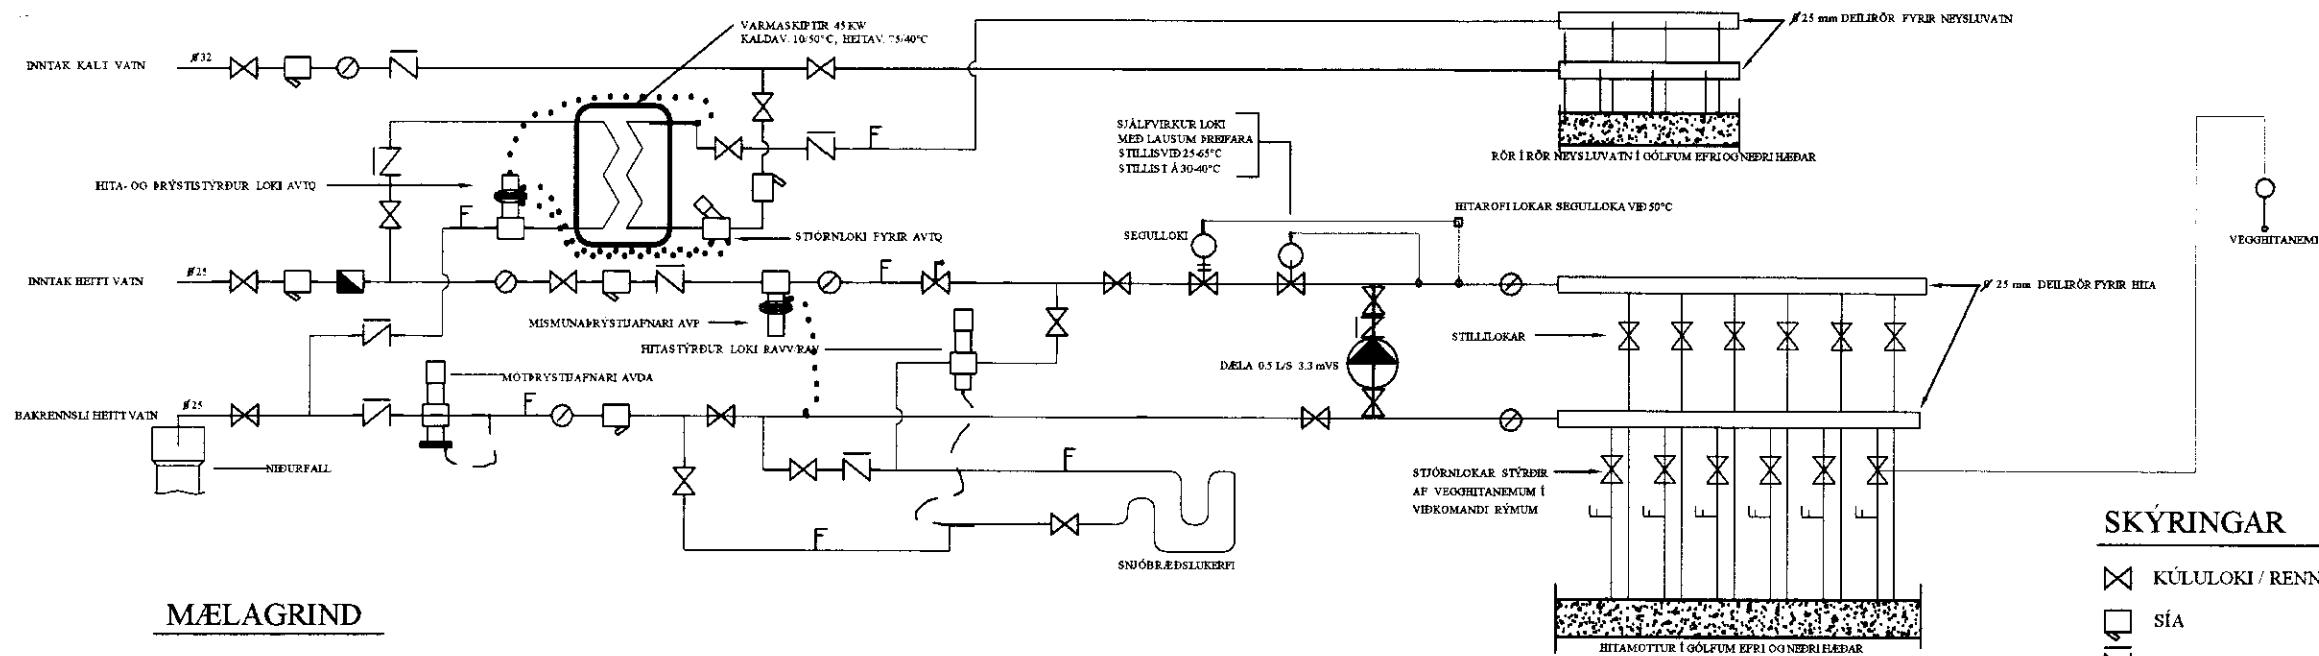 VARMASKIPTIR 45 KW
KALDAV. 10/50°C, HEITAV. 75/40°C
ø 25 mm DEILIRÖR FYRIR NEYSLUVATN
INNTAK KALT VATN
ø32
SJÁLFVIRKUR LOKI
MEÐ LAUSUM ÞREIFARA
STILLISVIÐ 25-65°C
STILLIST Á 30-40°C
RÖR Í RÖR NEYSLUVATN Í GÓLFUM EFRI OG NEÐRI HÆÐAR
HITA- OG ÞRÝSTISTÝRÐUR LOKI AVTQ
F
F
HITAROFI LOKAR SEGULLOKA VIÐ 50°C
STJÓRNLOKI FYRIR AVTQ
SEGULLOKI
VEGGHITANEMI
INNTAK HEITT VATN
ø25
F
ø 25 mm DEILIRÖR FYRIR HITA
MISMUNAÞRÝSTIJAFNARI AVP
HITASTÝRÐUR LOKI RAVV/RAV
STILLILOKAR
MÓTÞRÝSTIJAFNARI AVDA
DÆLA 0.5 L/S 3.3 mVS
BAKRENNSLI HEITT VATN
ø25
F
NIÐURFALL
F
STJÓRNLOKAR STÝRÐIR
AF VEGGHITANEMUM Í
VIÐKOMANDI RÝMUM
F F F F F F
F
SNJÓBRÆÐSLUKERFI
SKÝRINGAR
KÚLULOKI / RENN
SÍA
MÆLAGRIND
HITAMOTTUR Í GÓLFUM EFRI OG NEÐRI HÆÐAR